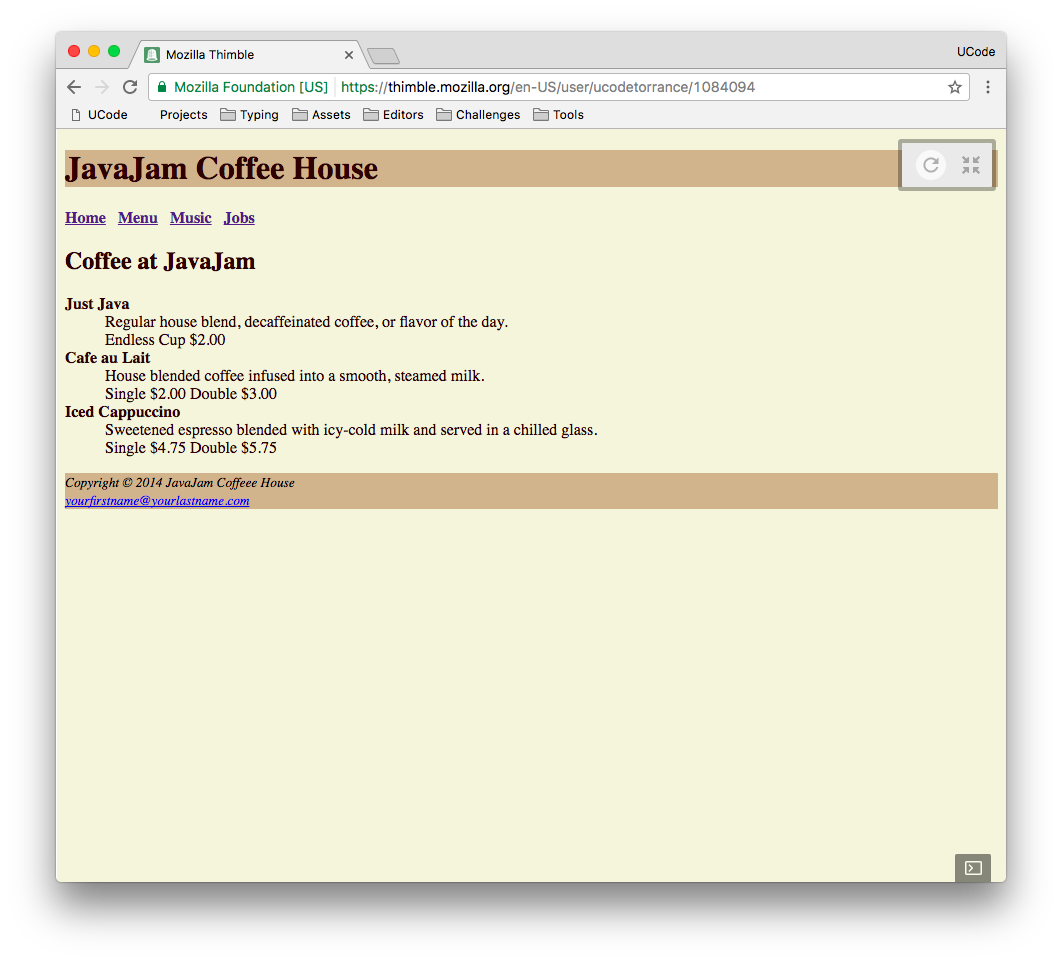 Mozilla Thimble
UCode
Mozilla Foundation [US] https://thimble.mozilla.org/en-US/user/ucodetorrance/1084094
UCode Projects Typing Assets Editors Challenges Tools
JavaJam Coffee House
Home Menu Music Jobs
Coffee at JavaJam
Just Java
Regular house blend, decaffeinated coffee, or flavor of the day.
Endless Cup $2.00
Cafe au Lait
House blended coffee infused into a smooth, steamed milk.
Single $2.00 Double $3.00
Iced Cappuccino
Sweetened espresso blended with icy-cold milk and served in a chilled glass.
Single $4.75 Double $5.75
Copyright © 2014 JavaJam Coffeee House
yourfirstname@yourlastname.com